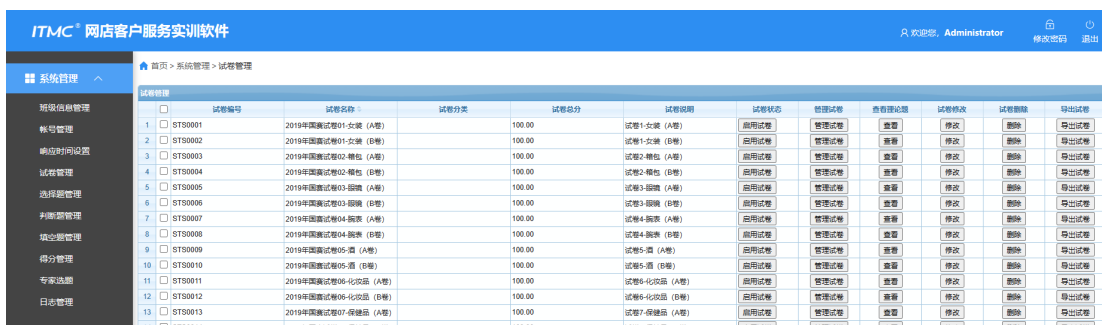 ITMC® 网店客户服务实训软件
欢迎您, Administrator
修改密码 退出
系统管理
首页 > 系统管理 > 试卷管理
试卷管理
班级信息管理
帐号管理
响应时间设置
试卷管理
选择题管理
判断题管理
填空题管理
得分管理
专家选题
日志管理
试卷编号 试卷名称 试卷分类 试卷总分 试卷说明 试卷状态 管理试卷 查看理论题 试卷修改 试卷删除 导出试卷
1 STS0001 2019年国赛试卷01-女装 (A卷) 100.00 试卷1-女装 (A卷) 启用试卷 管理试卷 查看 修改 删除 导出试卷
2 STS0002 2019年国赛试卷01-女装 (B卷) 100.00 试卷1-女装 (B卷) 启用试卷 管理试卷 查看 修改 删除 导出试卷
3 STS0003 2019年国赛试卷02-箱包 (A卷) 100.00 试卷2-箱包 (A卷) 启用试卷 管理试卷 查看 修改 删除 导出试卷
4 STS0004 2019年国赛试卷02-箱包 (B卷) 100.00 试卷2-箱包 (B卷) 启用试卷 管理试卷 查看 修改 删除 导出试卷
5 STS0005 2019年国赛试卷03-眼镜 (A卷) 100.00 试卷3-眼镜 (A卷) 启用试卷 管理试卷 查看 修改 删除 导出试卷
6 STS0006 2019年国赛试卷03-眼镜 (B卷) 100.00 试卷3-眼镜 (B卷) 启用试卷 管理试卷 查看 修改 删除 导出试卷
7 STS0007 2019年国赛试卷04-腕表 (A卷) 100.00 试卷4-腕表 (A卷) 启用试卷 管理试卷 查看 修改 删除 导出试卷
8 STS0008 2019年国赛试卷04-腕表 (B卷) 100.00 试卷4-腕表 (B卷) 启用试卷 管理试卷 查看 修改 删除 导出试卷
9 STS0009 2019年国赛试卷05-酒 (A卷) 100.00 试卷5-酒 (A卷) 启用试卷 管理试卷 查看 修改 删除 导出试卷
10 STS0010 2019年国赛试卷05-酒 (B卷) 100.00 试卷5-酒 (B卷) 启用试卷 管理试卷 查看 修改 删除 导出试卷
11 STS0011 2019年国赛试卷06-化妆品 (A卷) 100.00 试卷6-化妆品 (A卷) 启用试卷 管理试卷 查看 修改 删除 导出试卷
12 STS0012 2019年国赛试卷06-化妆品 (B卷) 100.00 试卷6-化妆品 (B卷) 启用试卷 管理试卷 查看 修改 删除 导出试卷
13 STS0013 2019年国赛试卷07-保健品 (A卷) 100.00 试卷7-保健品 (A卷) 启用试卷 管理试卷 查看 修改 删除 导出试卷